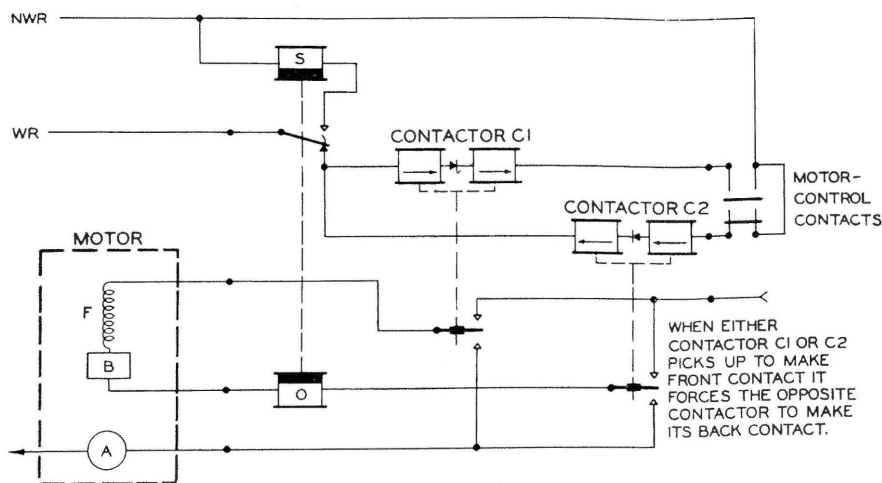 NWR
S
WR
CONTACTOR C1
MOTOR-
CONTROL
CONTACTS
CONTACTOR C2
MOTOR
F
B
O
A
WHEN EITHER
CONTACTOR C1 OR C2
PICKS UP TO MAKE
FRONT CONTACT IT
FORCES THE OPPOSITE
CONTACTOR TO MAKE
ITS BACK CONTACT.